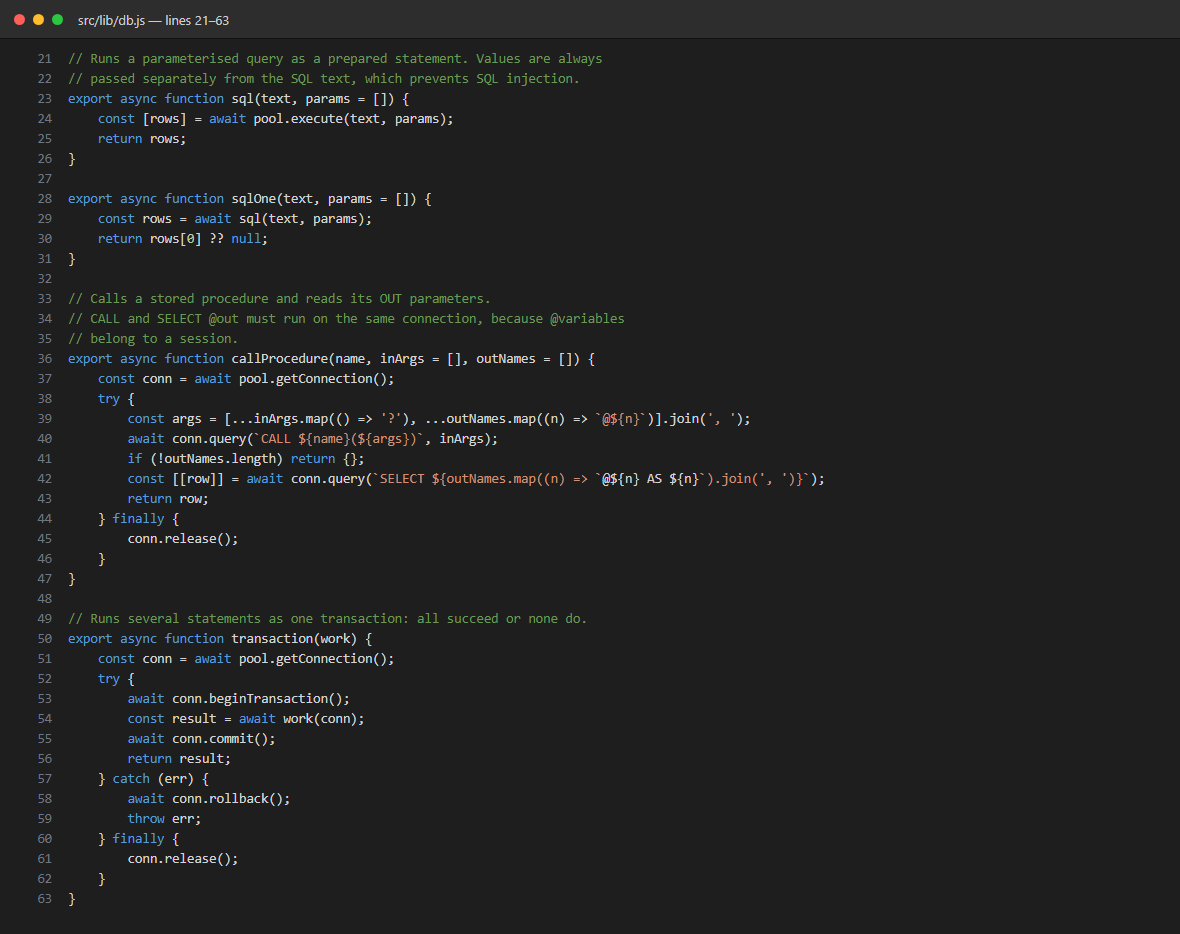 src/lib/db.js — lines 21–63
21 // Runs a parameterised query as a prepared statement. Values are always
22 // passed separately from the SQL text, which prevents SQL injection.
23 export async function sql(text, params = []) {
24     const [rows] = await pool.execute(text, params);
25     return rows;
26 }
27
28 export async function sqlOne(text, params = []) {
29     const rows = await sql(text, params);
30     return rows[0] ?? null;
31 }
32
33 // Calls a stored procedure and reads its OUT parameters.
34 // CALL and SELECT @out must run on the same connection, because @variables
35 // belong to a session.
36 export async function callProcedure(name, inArgs = [], outNames = []) {
37     const conn = await pool.getConnection();
38     try {
39         const args = [...inArgs.map(() => '?'), ...outNames.map((n) => `@${n}`)].join(', ');
40         await conn.query(`CALL ${name}(${args})`, inArgs);
41         if (!outNames.length) return {};
42         const [[row]] = await conn.query(`SELECT ${outNames.map((n) => `@${n} AS ${n}`).join(', ')}`);
43         return row;
44     } finally {
45         conn.release();
46     }
47 }
48
49 // Runs several statements as one transaction: all succeed or none do.
50 export async function transaction(work) {
51     const conn = await pool.getConnection();
52     try {
53         await conn.beginTransaction();
54         const result = await work(conn);
55         await conn.commit();
56         return result;
57     } catch (err) {
58         await conn.rollback();
59         throw err;
60     } finally {
61         conn.release();
62     }
63 }